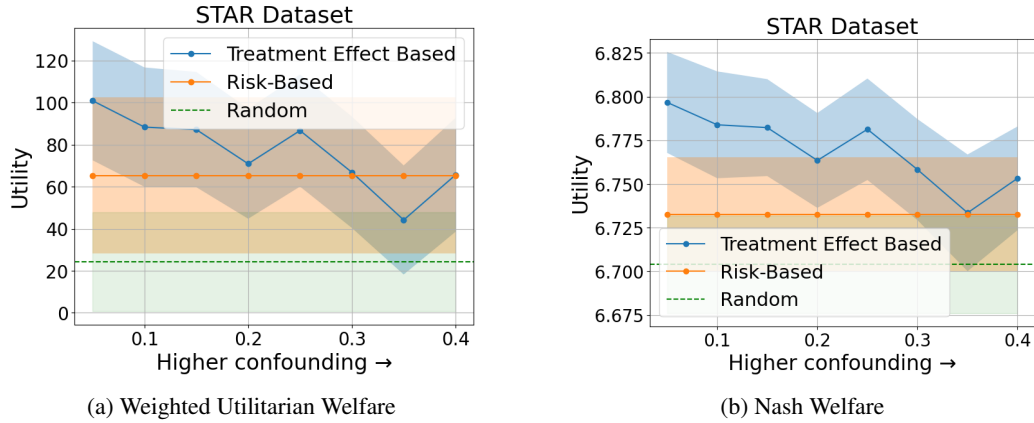 STAR Dataset
Utility
120
100
80
60
40
20
0
Treatment Effect Based
Risk-Based
Random
0.1
0.2
0.3
0.4
Higher confounding →
(a) Weighted Utilitarian Welfare
STAR Dataset
Utility
6.825
6.800
6.775
6.750
6.725
6.700
6.675
Treatment Effect Based
Risk-Based
Random
0.1
0.2
0.3
0.4
Higher confounding →
(b) Nash Welfare